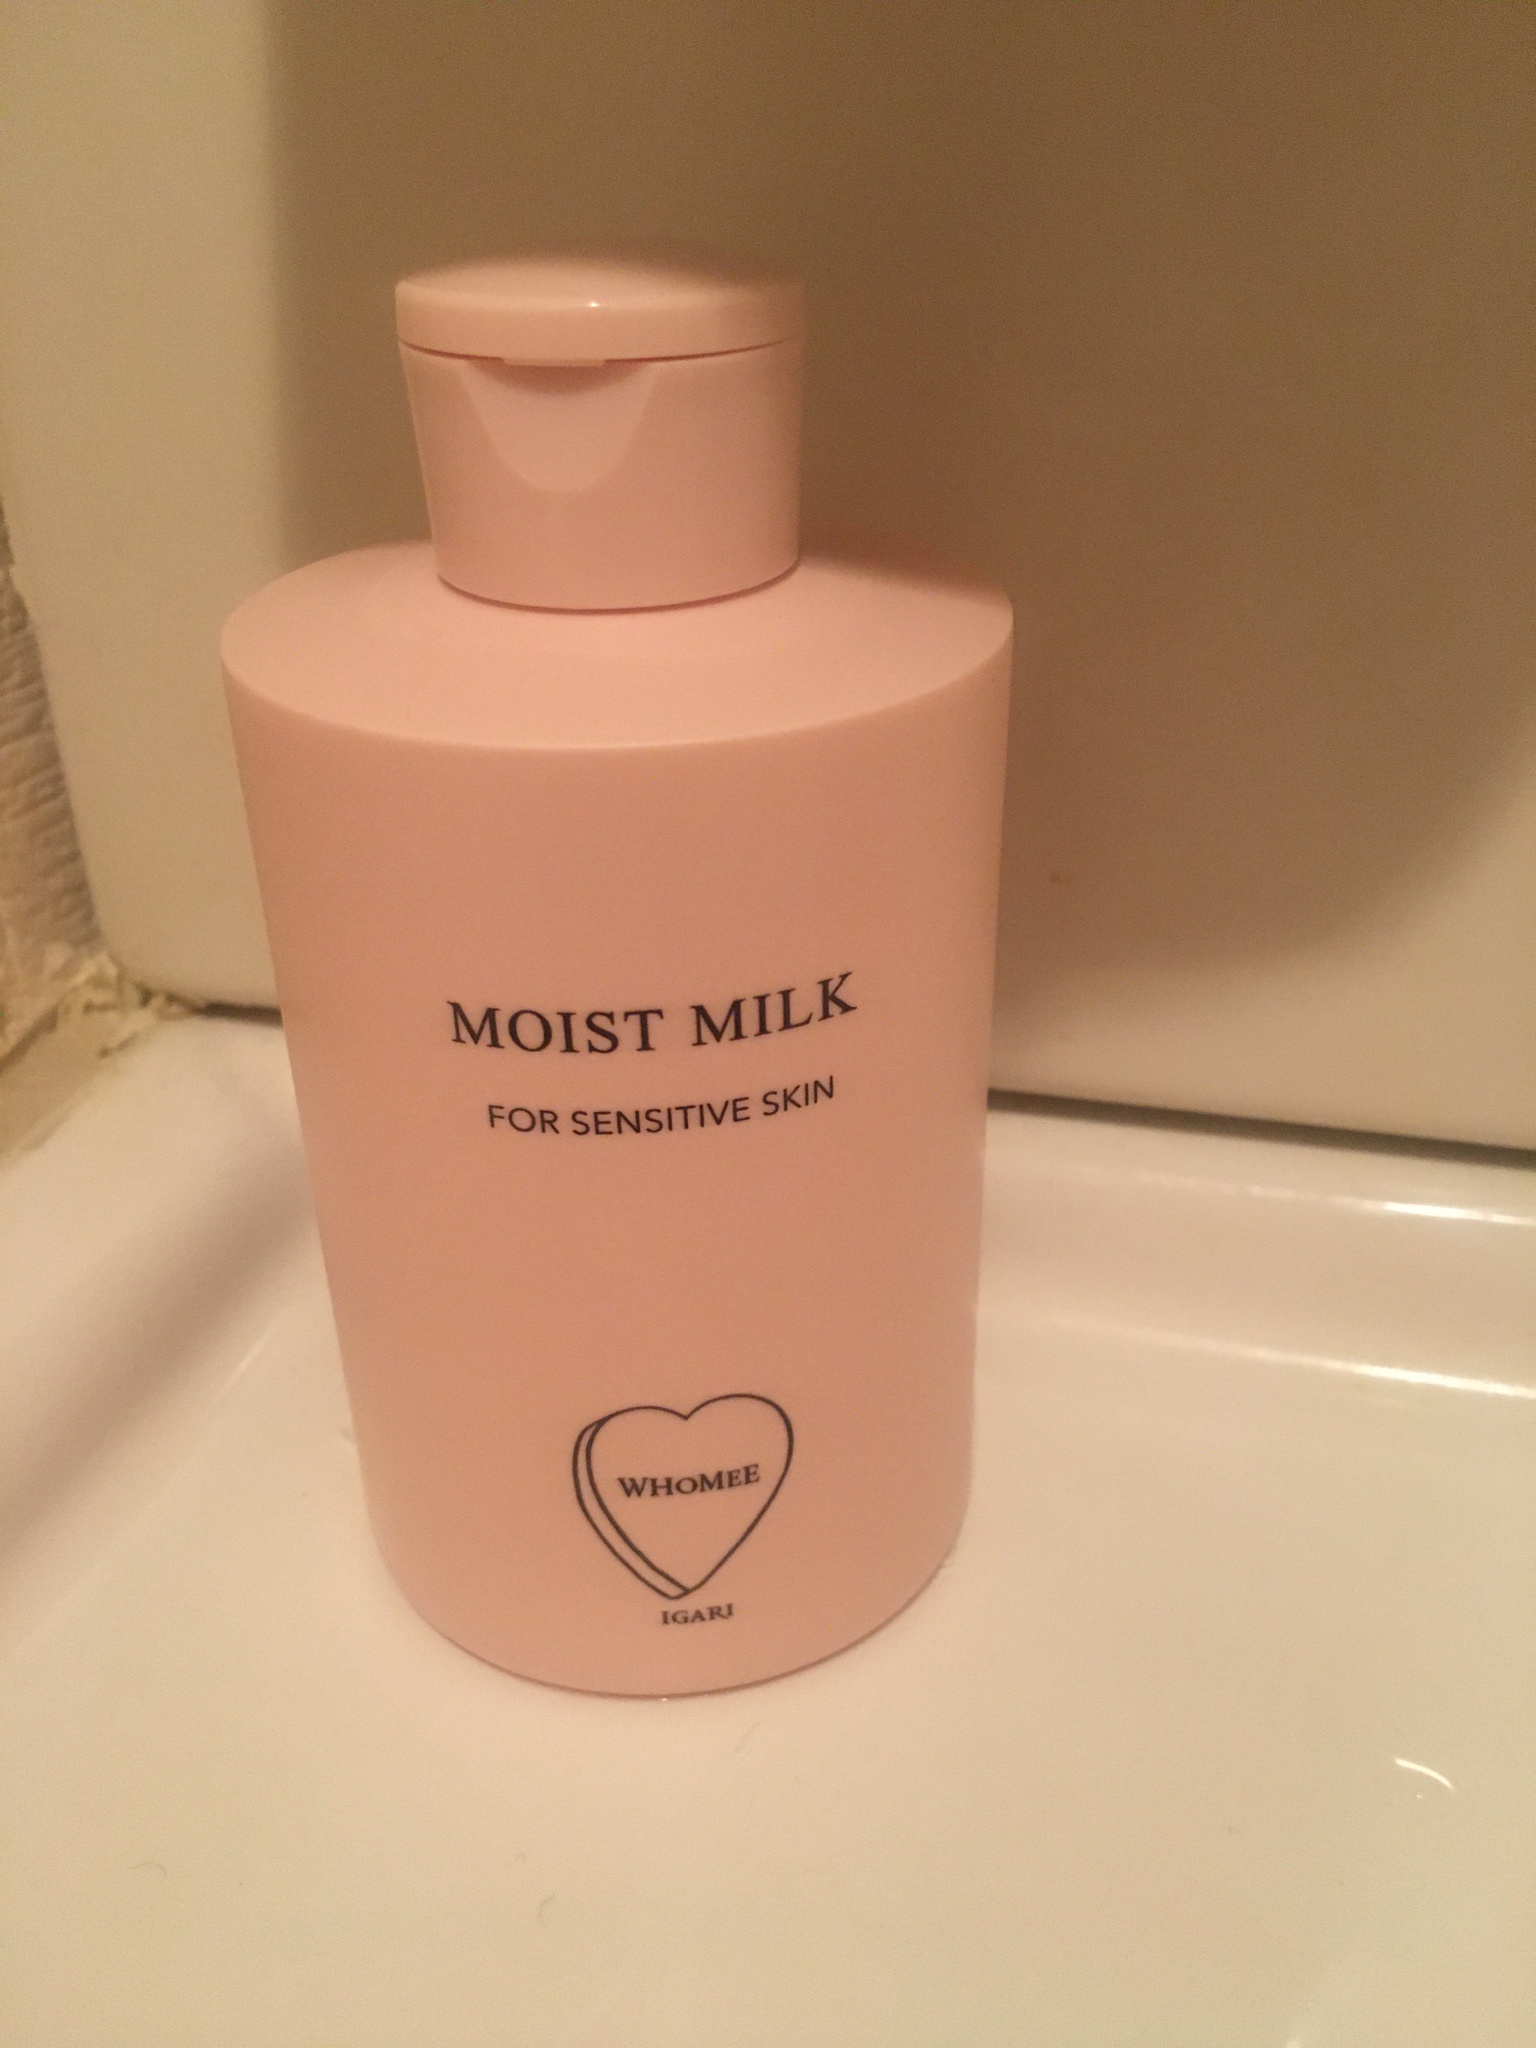 MOIST MILK
FOR SENSITIVE SKIN
WHOMEE
IGARI